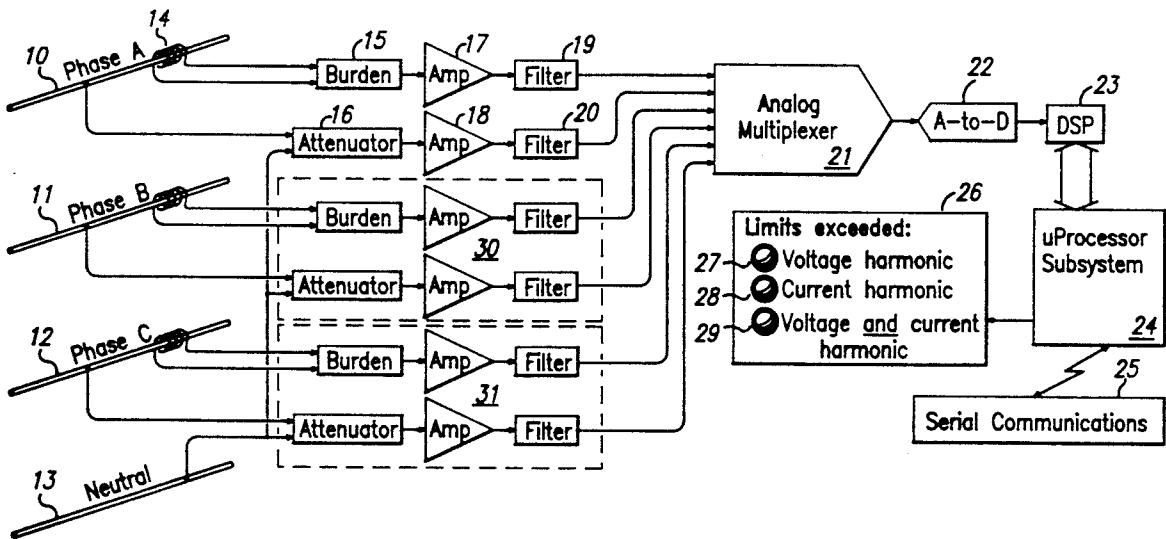 10
Phase A
14
15
Burden
17
Amp
19
Filter
16
Attenuator
18
Amp
20
Filter
11
Phase B
Burden
Amp
Filter
30
Attenuator
Amp
Filter
12
Phase C
Burden
Amp
Filter
31
Attenuator
Amp
Filter
13
Neutral
Analog
Multiplexer
21
22
A-to-D
23
DSP
uProcessor
Subsystem
24
25
Serial Communications
26
Limits exceeded:
27
Voltage harmonic
28
Current harmonic
29
Voltage and current
harmonic